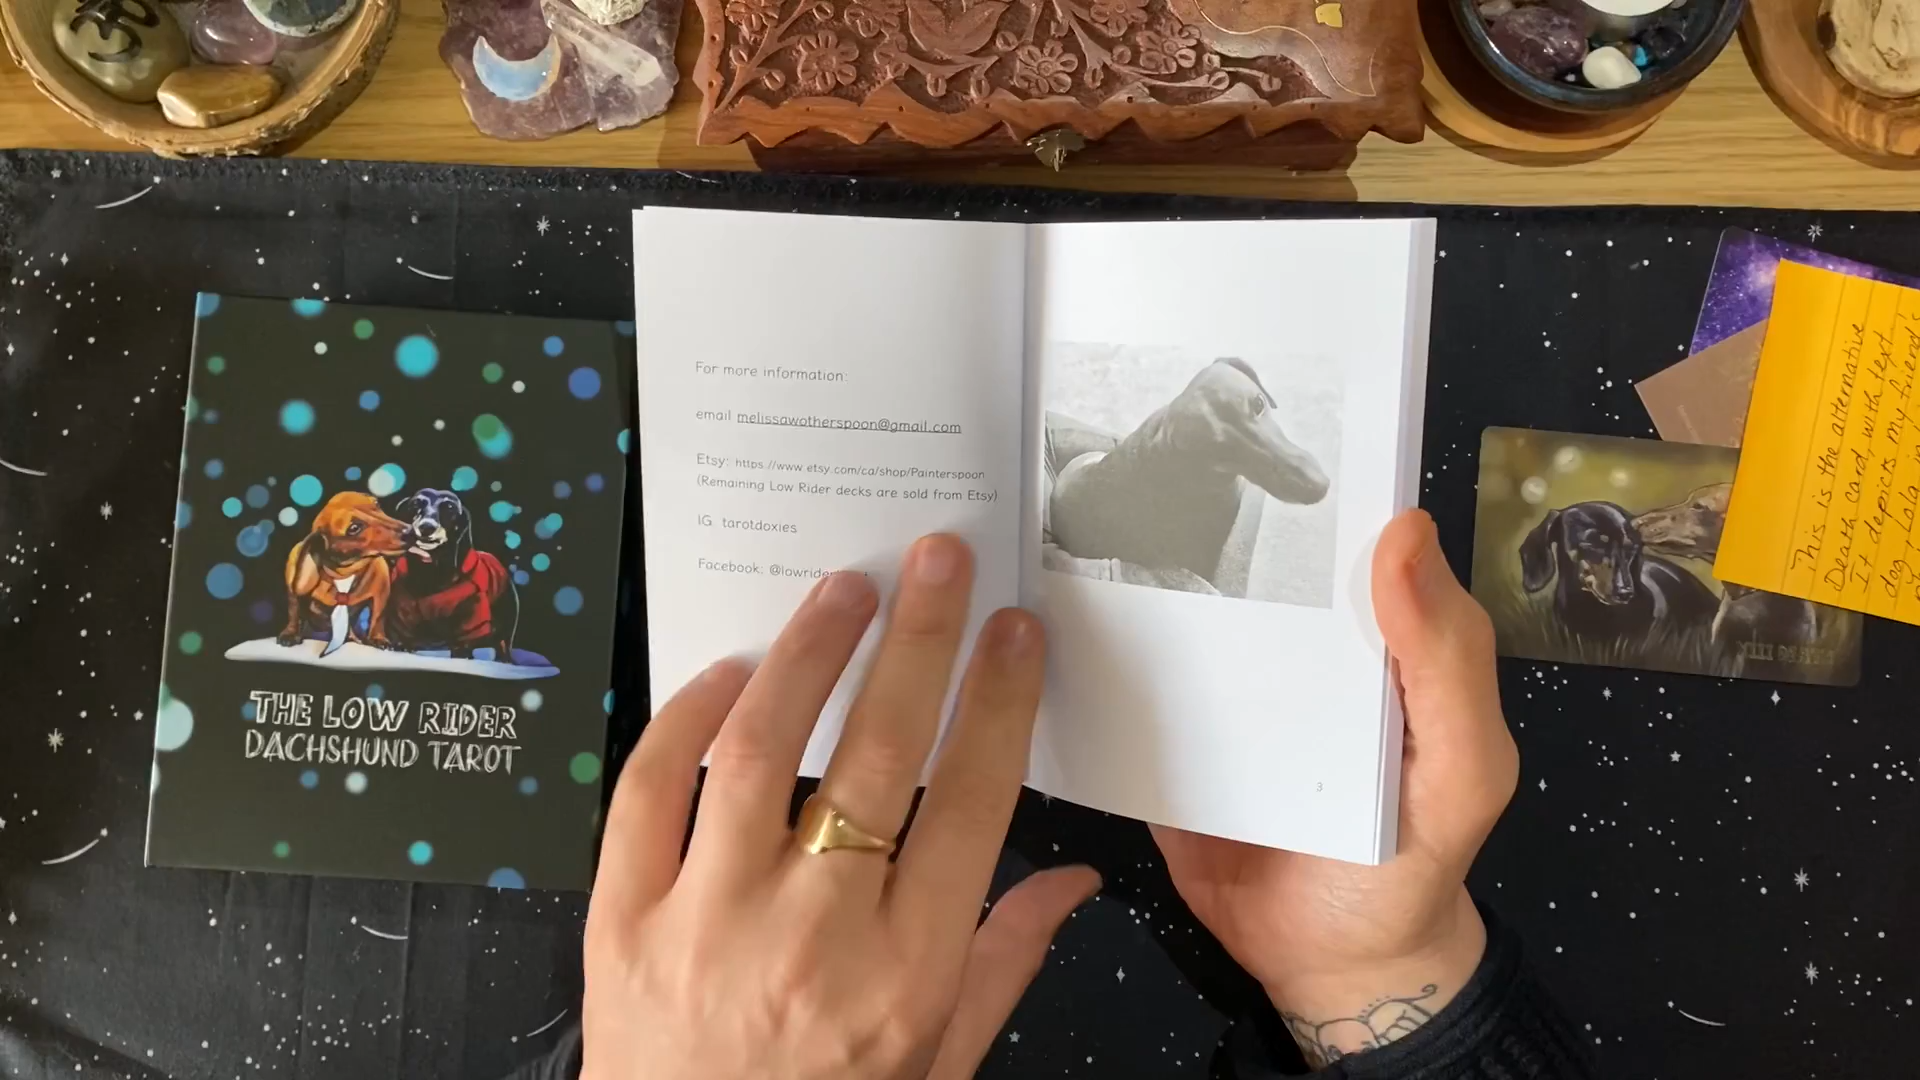 THE LOW RIDER
DACHSHUND TAROT
For more information:
email melissawotherspoon@gmail.com
Etsy: https://www.etsy.com/ca/shop/Painterspoon
(Remaining Low Rider decks are sold from Etsy)
IG: tarotdoxies
Facebook:
3
This is the alternative
Death card, with text.
It depicts my friend's
dog, Lola
XIII DEATH